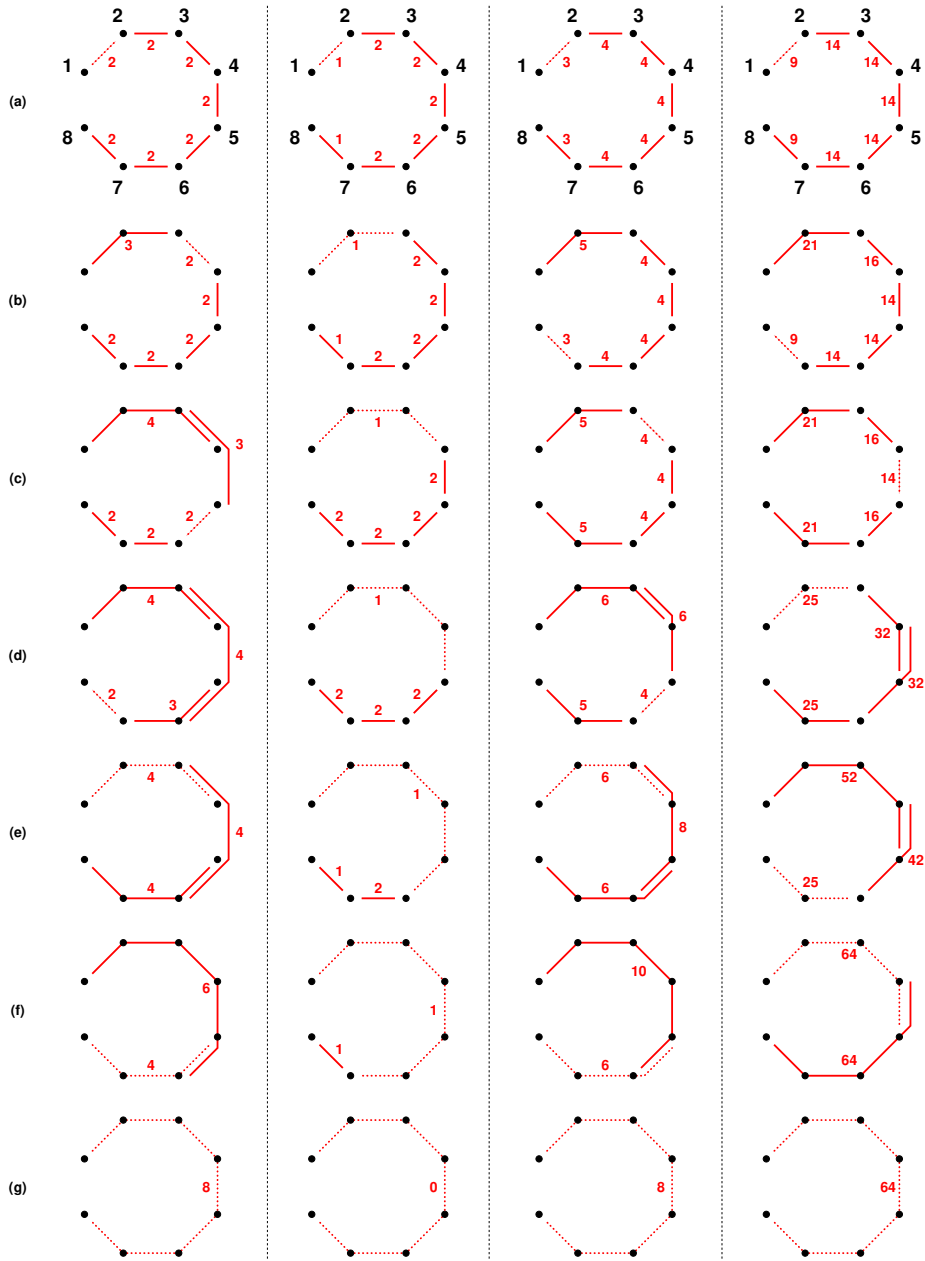 2 3 2 3 2 3 2 3
2 2 4 14
1 2 2 4 1 1 2 4 1 3 4 4 1 9 14 4
(a) 2 2 4 14
8 2 2 5 8 1 2 5 8 3 4 5 8 9 14 5
2 2 4 14
7 6 7 6 7 6 7 6
3 1 5 21
2 2 4 16
(b) 2 2 4 14
2 2 1 2 3 4 9 14
2 2 4 14
4 1 5 21
3 4 16
(c) 2 4 14
2 2 2 2 4 16
2 2 5 21
4 1 6 25
6
32
(d) 4 32
2 2 2 4
3 2 5 25
4 6 52
1
(e) 4 8 42
1
4 2 6 25
64
6 10
(f) 1
1
4 6 64
(g) 8 0 8 64